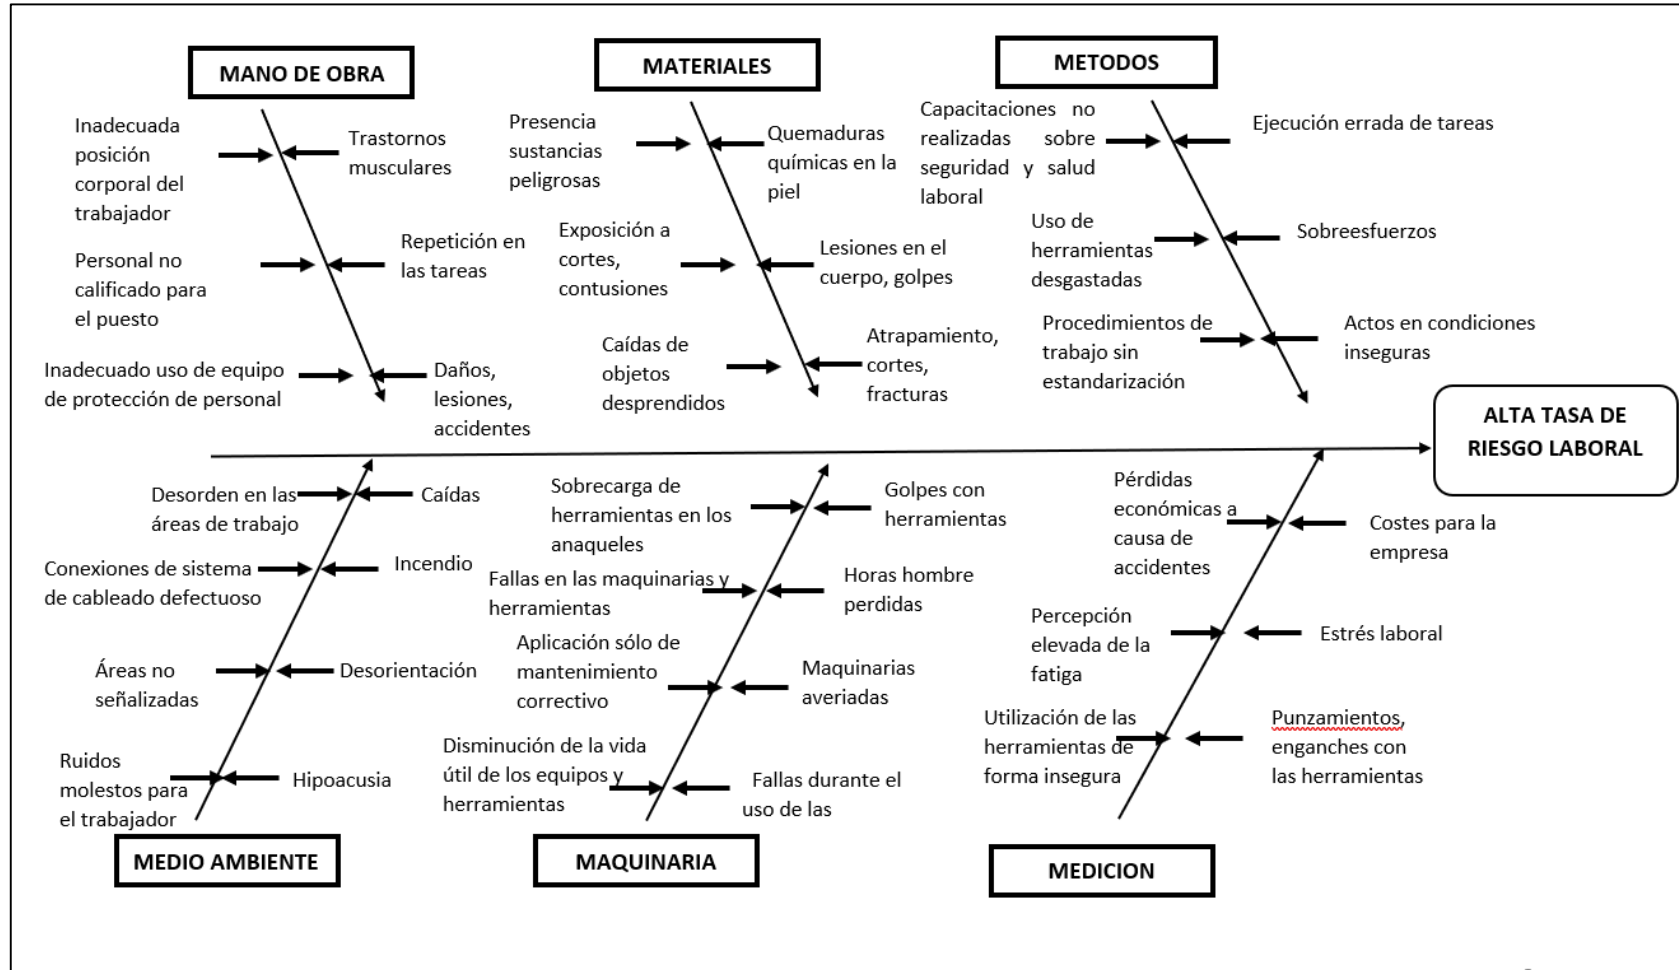 MANO DE OBRA
Inadecuada
posición
corporal del
trabajador
Trastornos
musculares
Personal no
calificado para
el puesto
Repetición en
las tareas
Inadecuado uso de equipo
de protección de personal
Daños,
lesiones,
accidentes
MATERIALES
Presencia
sustancias
peligrosas
Quemaduras
químicas en la
piel
Exposición a
cortes,
contusiones
Lesiones en el
cuerpo, golpes
Caídas de
objetos
desprendidos
Atrapamiento,
cortes,
fracturas
METODOS
Capacitaciones no
realizadas sobre
seguridad y salud
laboral
Ejecución errada de tareas
Uso de
herramientas
desgastadas
Sobreesfuerzos
Procedimientos de
trabajo sin
estandarización
Actos en condiciones
inseguras
ALTA TASA DE
RIESGO LABORAL
Desorden en las
áreas de trabajo
Caídas
Conexiones de sistema
de cableado defectuoso
Incendio
Áreas no
señalizadas
Desorientación
Ruidos
molestos para
el trabajador
Hipoacusia
MEDIO AMBIENTE
Sobrecarga de
herramientas en los
anaqueles
Golpes con
herramientas
Fallas en las maquinarias y
herramientas
Horas hombre
perdidas
Aplicación sólo de
mantenimiento
correctivo
Maquinarias
averiadas
Disminución de la vida
útil de los equipos y
herramientas
Fallas durante el
uso de las
MAQUINARIA
Pérdidas
económicas a
causa de
accidentes
Costes para la
empresa
Percepción
elevada de la
fatiga
Estrés laboral
Utilización de las
herramientas de
forma insegura
Punzamientos,
enganches con
las herramientas
MEDICION